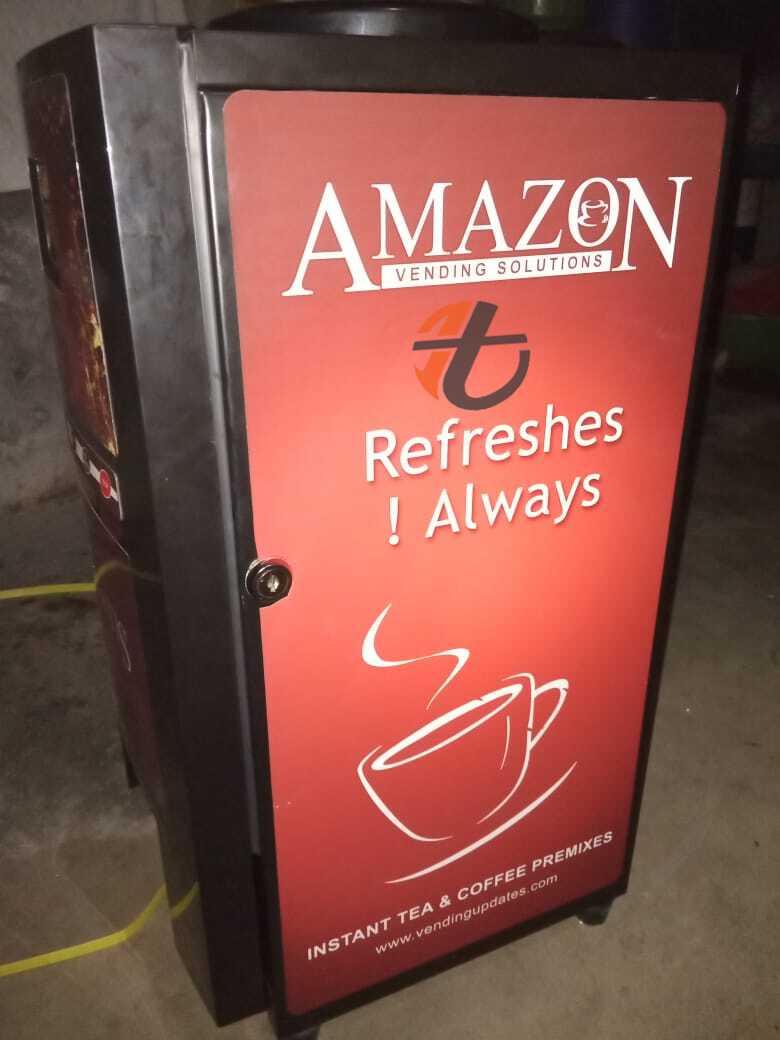 AMAZON
VENDING SOLUTIONS
t
Refreshes
! Always
INSTANT TEA & COFFEE PREMIXES
www.vendingupdates.com